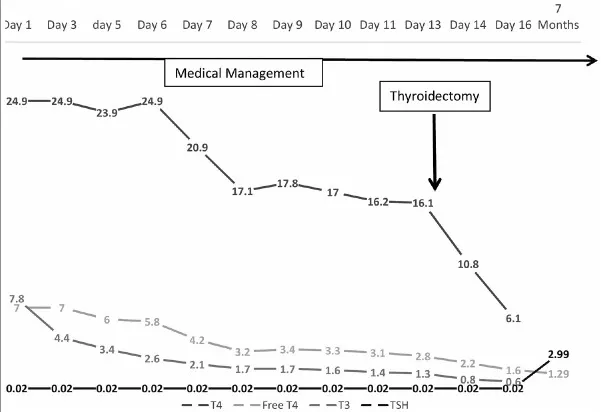 7
Day 1 Day 3 day 5 Day 6 Day 7 Day 8 Day 9 Day 10 Day 11 Day 13 Day 14 Day 16 Months
Medical Management
Thyroidectomy
24.9 24.9 23.9 24.9 20.9 17.1 17.8 17 16.2 16.1 10.8 6.1
7.8
7 7 6 5.8 4.2 3.2 3.4 3.3 3.1 2.8 2.2 1.6 1.29
4.4 3.4 2.6 2.1 1.7 1.7 1.6 1.4 1.3 0.8 0.6
2.99
0.02 0.02 0.02 0.02 0.02 0.02 0.02 0.02 0.02 0.02 0.02 0.02
T4 Free T4 T3 TSH